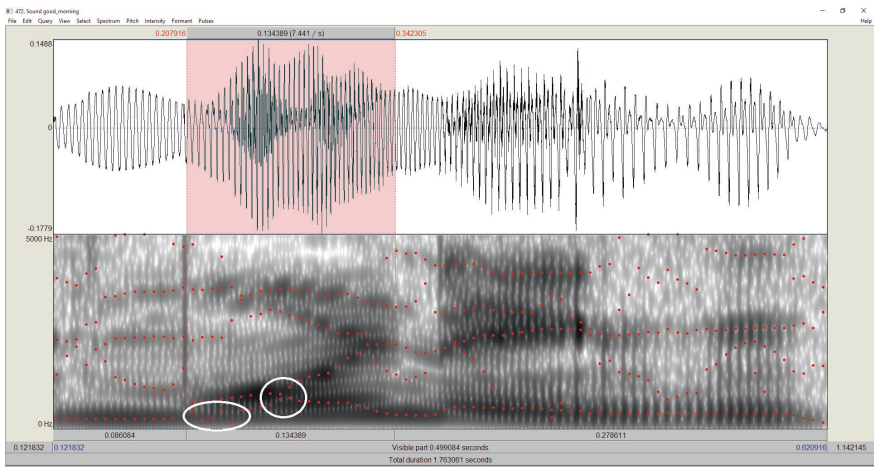 472. Sound good_morning
File Edit Query View Select Spectrum Pitch Intensity Formant Pulses Help
0.207916 0.134389 (7.441 / s) 0.342305
0.1488
0
-0.1779
5000 Hz
0 Hz
0.086084 0.134389 0.278611
0.121832 0.121832 Visible part 0.499084 seconds 0.620916 1.142145
Total duration 1.763061 seconds